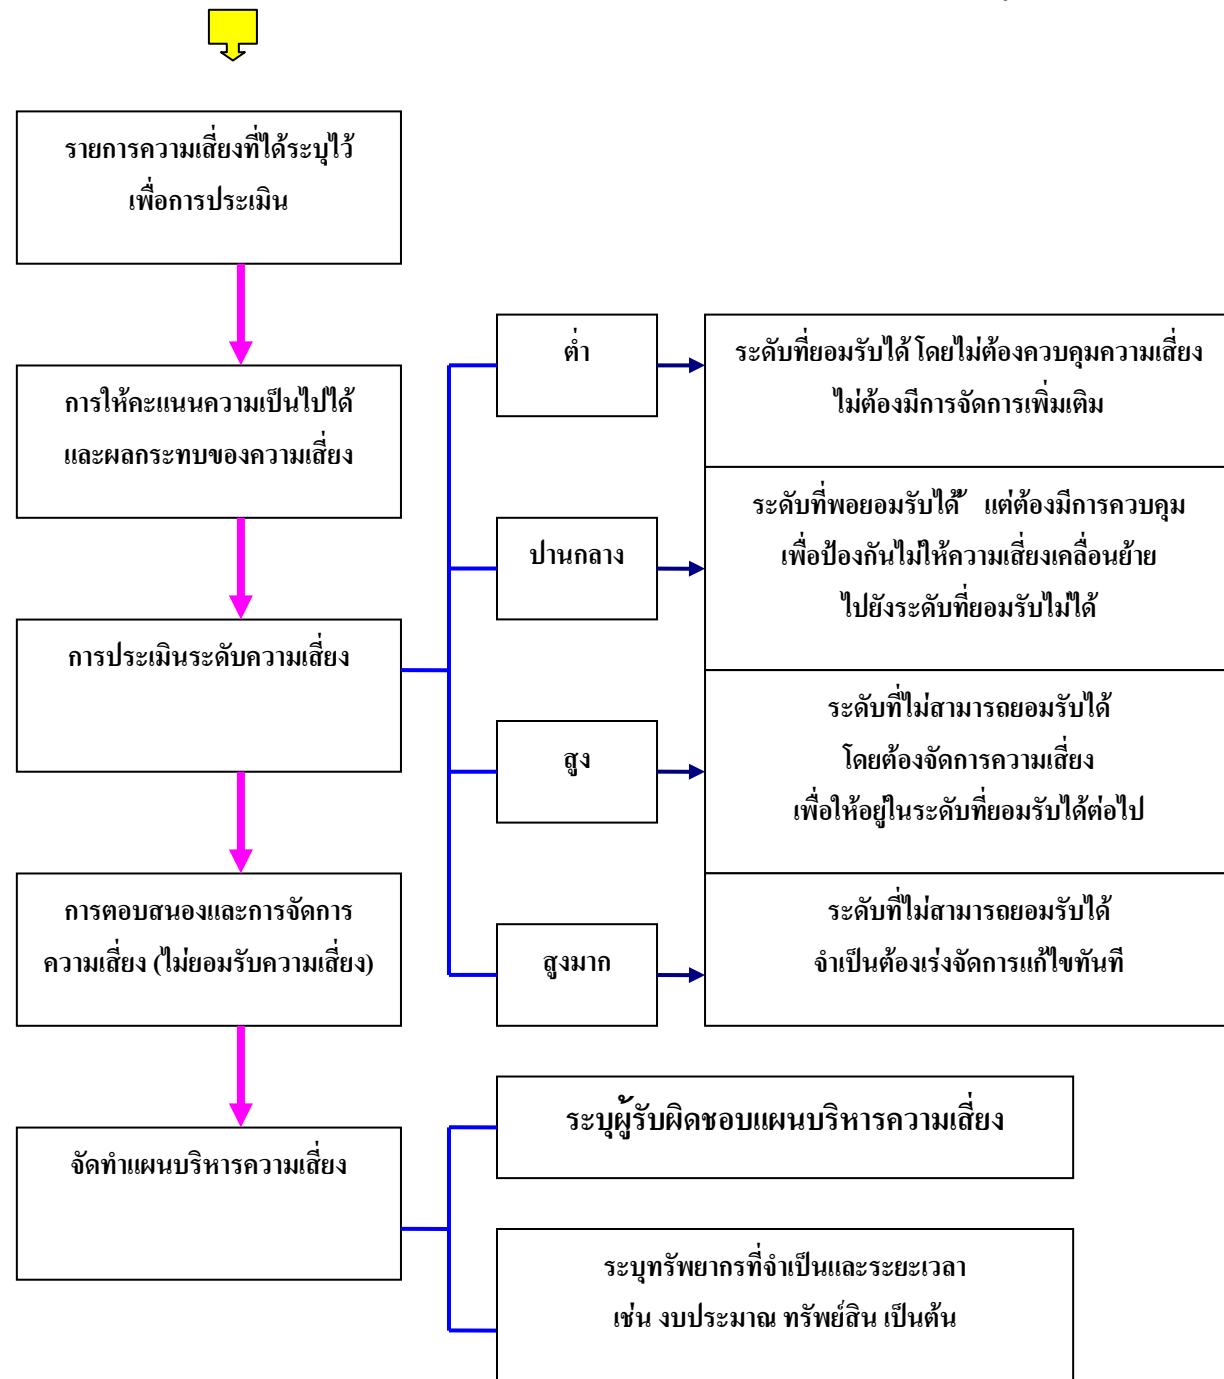 รายการความเสี่ยงที่ได้ระบุไว้
เพื่อการประเมิน
การให้คะแนนความเป็นไปได้
และผลกระทบของความเสี่ยง
การประเมินระดับความเสี่ยง
การตอบสนองและการจัดการ
ความเสี่ยง (ไม่ยอมรับความเสี่ยง)
จัดทำแผนบริหารความเสี่ยง
ต่ำ
ระดับที่ยอมรับได้ โดยไม่ต้องควบคุมความเสี่ยง
ไม่ต้องมีการจัดการเพิ่มเติม
ปานกลาง
ระดับที่พอยอมรับได้ แต่ต้องมีการควบคุม
เพื่อป้องกันไม่ให้ความเสี่ยงเคลื่อนย้าย
ไปยังระดับที่ยอมรับไม่ได้
สูง
ระดับที่ไม่สามารถยอมรับได้
โดยต้องจัดการความเสี่ยง
เพื่อให้อยู่ในระดับที่ยอมรับได้ต่อไป
สูงมาก
ระดับที่ไม่สามารถยอมรับได้
จำเป็นต้องเร่งจัดการแก้ไขทันที
ระบุผู้รับผิดชอบแผนบริหารความเสี่ยง
ระบุทรัพยากรที่จำเป็นและระยะเวลา
เช่น งบประมาณ ทรัพย์สิน เป็นต้น